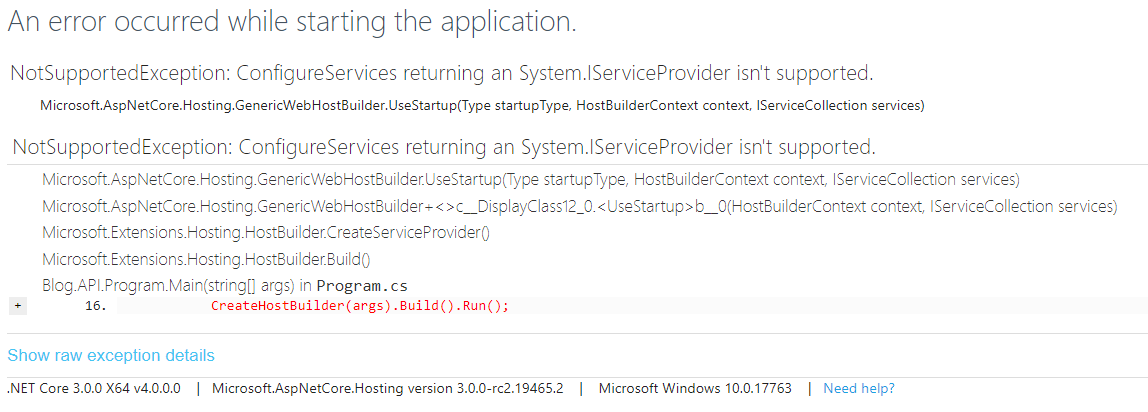 An error occurred while starting the application.
NotSupportedException: ConfigureServices returning an System.IServiceProvider isn't supported.
Microsoft.AspNetCore.Hosting.GenericWebHostBuilder.UseStartup(Type startupType, HostBuilderContext context, IServiceCollection services)
NotSupportedException: ConfigureServices returning an System.IServiceProvider isn't supported.
Microsoft.AspNetCore.Hosting.GenericWebHostBuilder.UseStartup(Type startupType, HostBuilderContext context, IServiceCollection services)
Microsoft.AspNetCore.Hosting.GenericWebHostBuilder+<>c__DisplayClass12_0.<UseStartup>b__0(HostBuilderContext context, IServiceCollection services)
Microsoft.Extensions.Hosting.HostBuilder.CreateServiceProvider()
Microsoft.Extensions.Hosting.HostBuilder.Build()
Blog.API.Program.Main(string[] args) in Program.cs
+ 16. CreateHostBuilder(args).Build().Run();
Show raw exception details
.NET Core 3.0.0 X64 v4.0.0.0 | Microsoft.AspNetCore.Hosting version 3.0.0-rc2.19465.2 | Microsoft Windows 10.0.17763 | Need help?